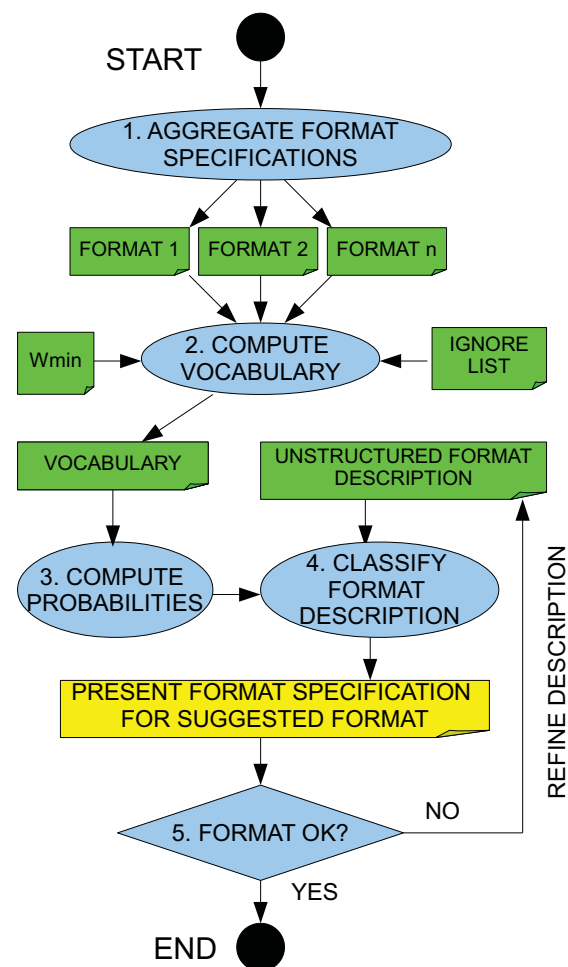 START
1. AGGREGATE FORMAT
SPECIFICATIONS
FORMAT 1
FORMAT 2
FORMAT n
Wmin
2. COMPUTE
VOCABULARY
IGNORE
LIST
VOCABULARY
UNSTRUCTURED FORMAT
DESCRIPTION
3. COMPUTE
PROBABILITIES
4. CLASSIFY
FORMAT
DESCRIPTION
PRESENT FORMAT SPECIFICATION
FOR SUGGESTED FORMAT
REFINE DESCRIPTION
5. FORMAT OK?
NO
YES
END